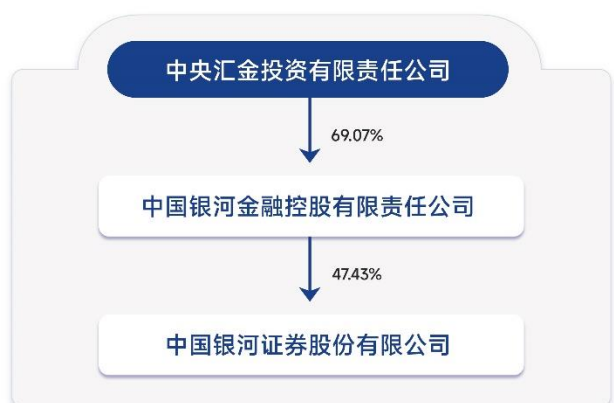 中央汇金投资有限责任公司
69.07%
中国银河金融控股有限责任公司
47.43%
中国银河证券股份有限公司